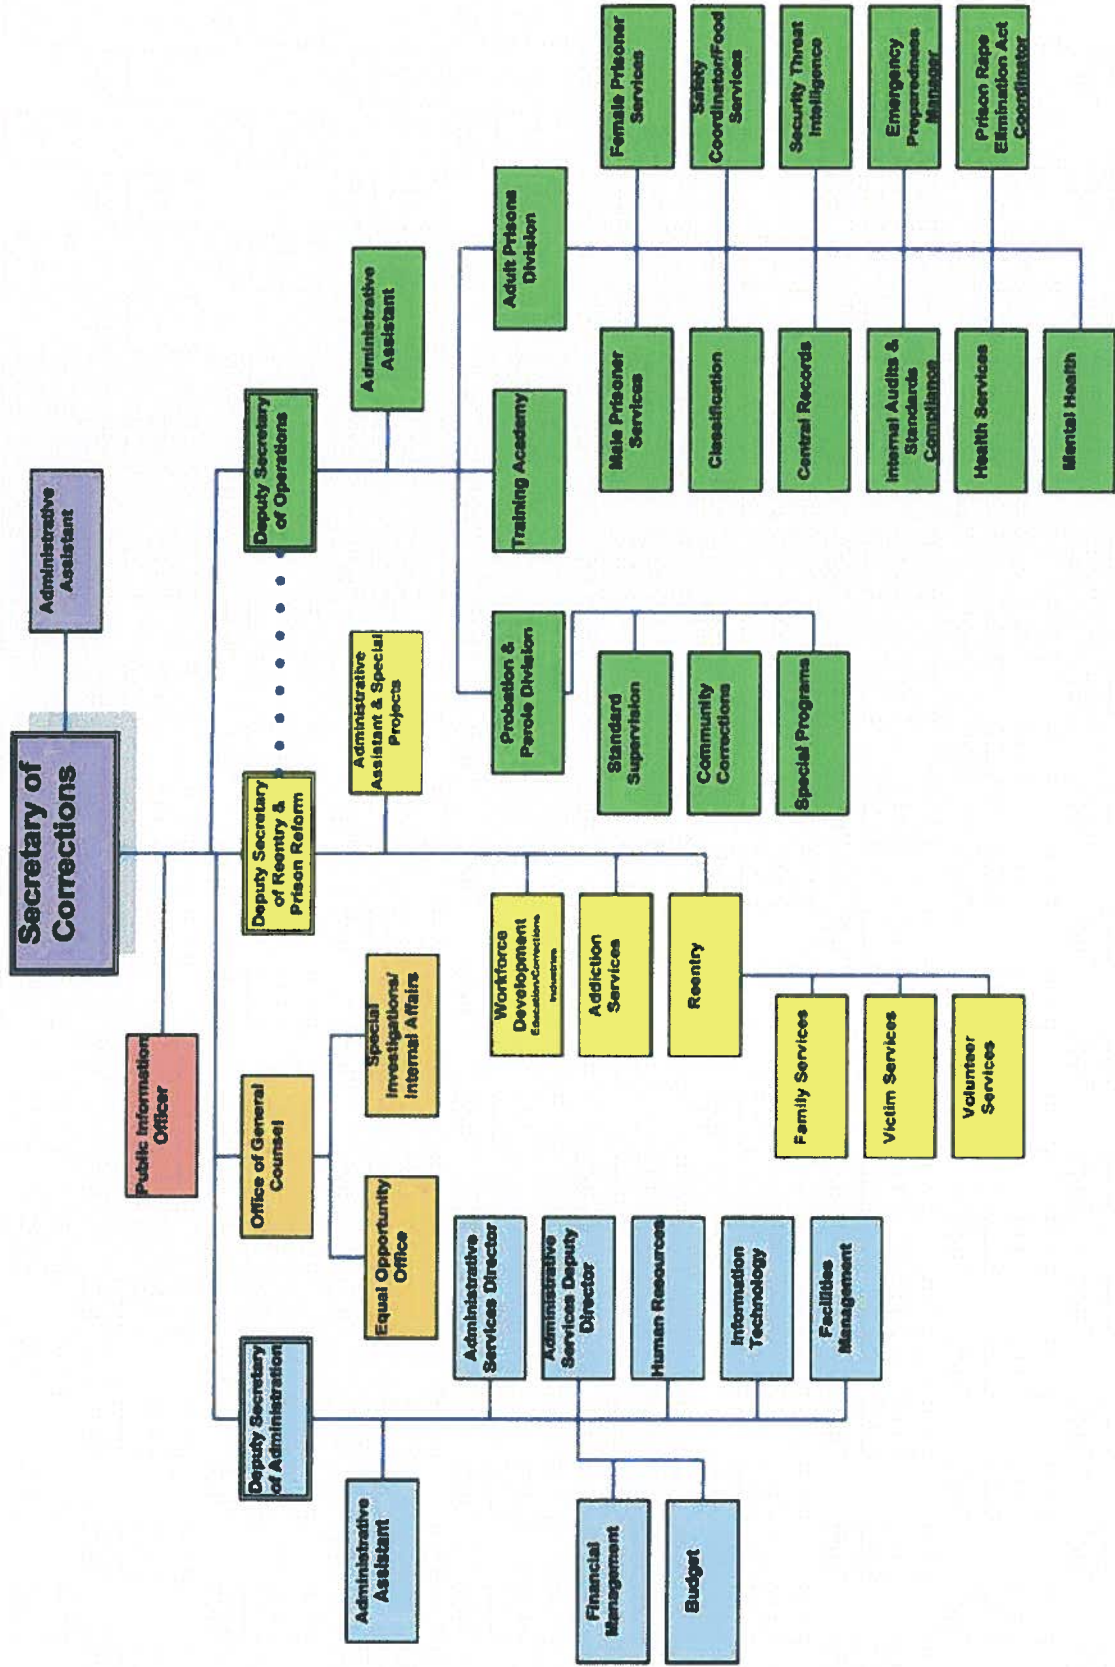 Secretary of
Corrections
Administrative
Assistant
Public Information
Officer
Deputy Secretary
of Administration
Office of General
Counsel
Deputy Secretary
of Reentry &
Prison Reform
Deputy Secretary
of Operations
Administrative
Assistant
Equal Opportunity
Office
Special
Investigations/
Internal Affairs
Administrative
Assistant & Special
Projects
Administrative
Assistant
Administrative
Services Director
Administrative
Services Deputy
Director
Human Resources
Information
Technology
Facilities
Management
Financial
Management
Budget
Workforce
Development
Education/Corrections
Industries
Addiction
Services
Reentry
Family Services
Victim Services
Volunteer
Services
Probation &
Parole Division
Training Academy
Adult Prisons
Division
Standard
Supervision
Community
Corrections
Special Programs
Male Prisoner
Services
Female Prisoner
Services
Classification
Safety
Coordinator/Food
Services
Central Records
Security Threat
Intelligence
Internal Audits &
Standards
Compliance
Emergency
Preparedness
Manager
Health Services
Prison Rape
Elimination Act
Coordinator
Mental Health